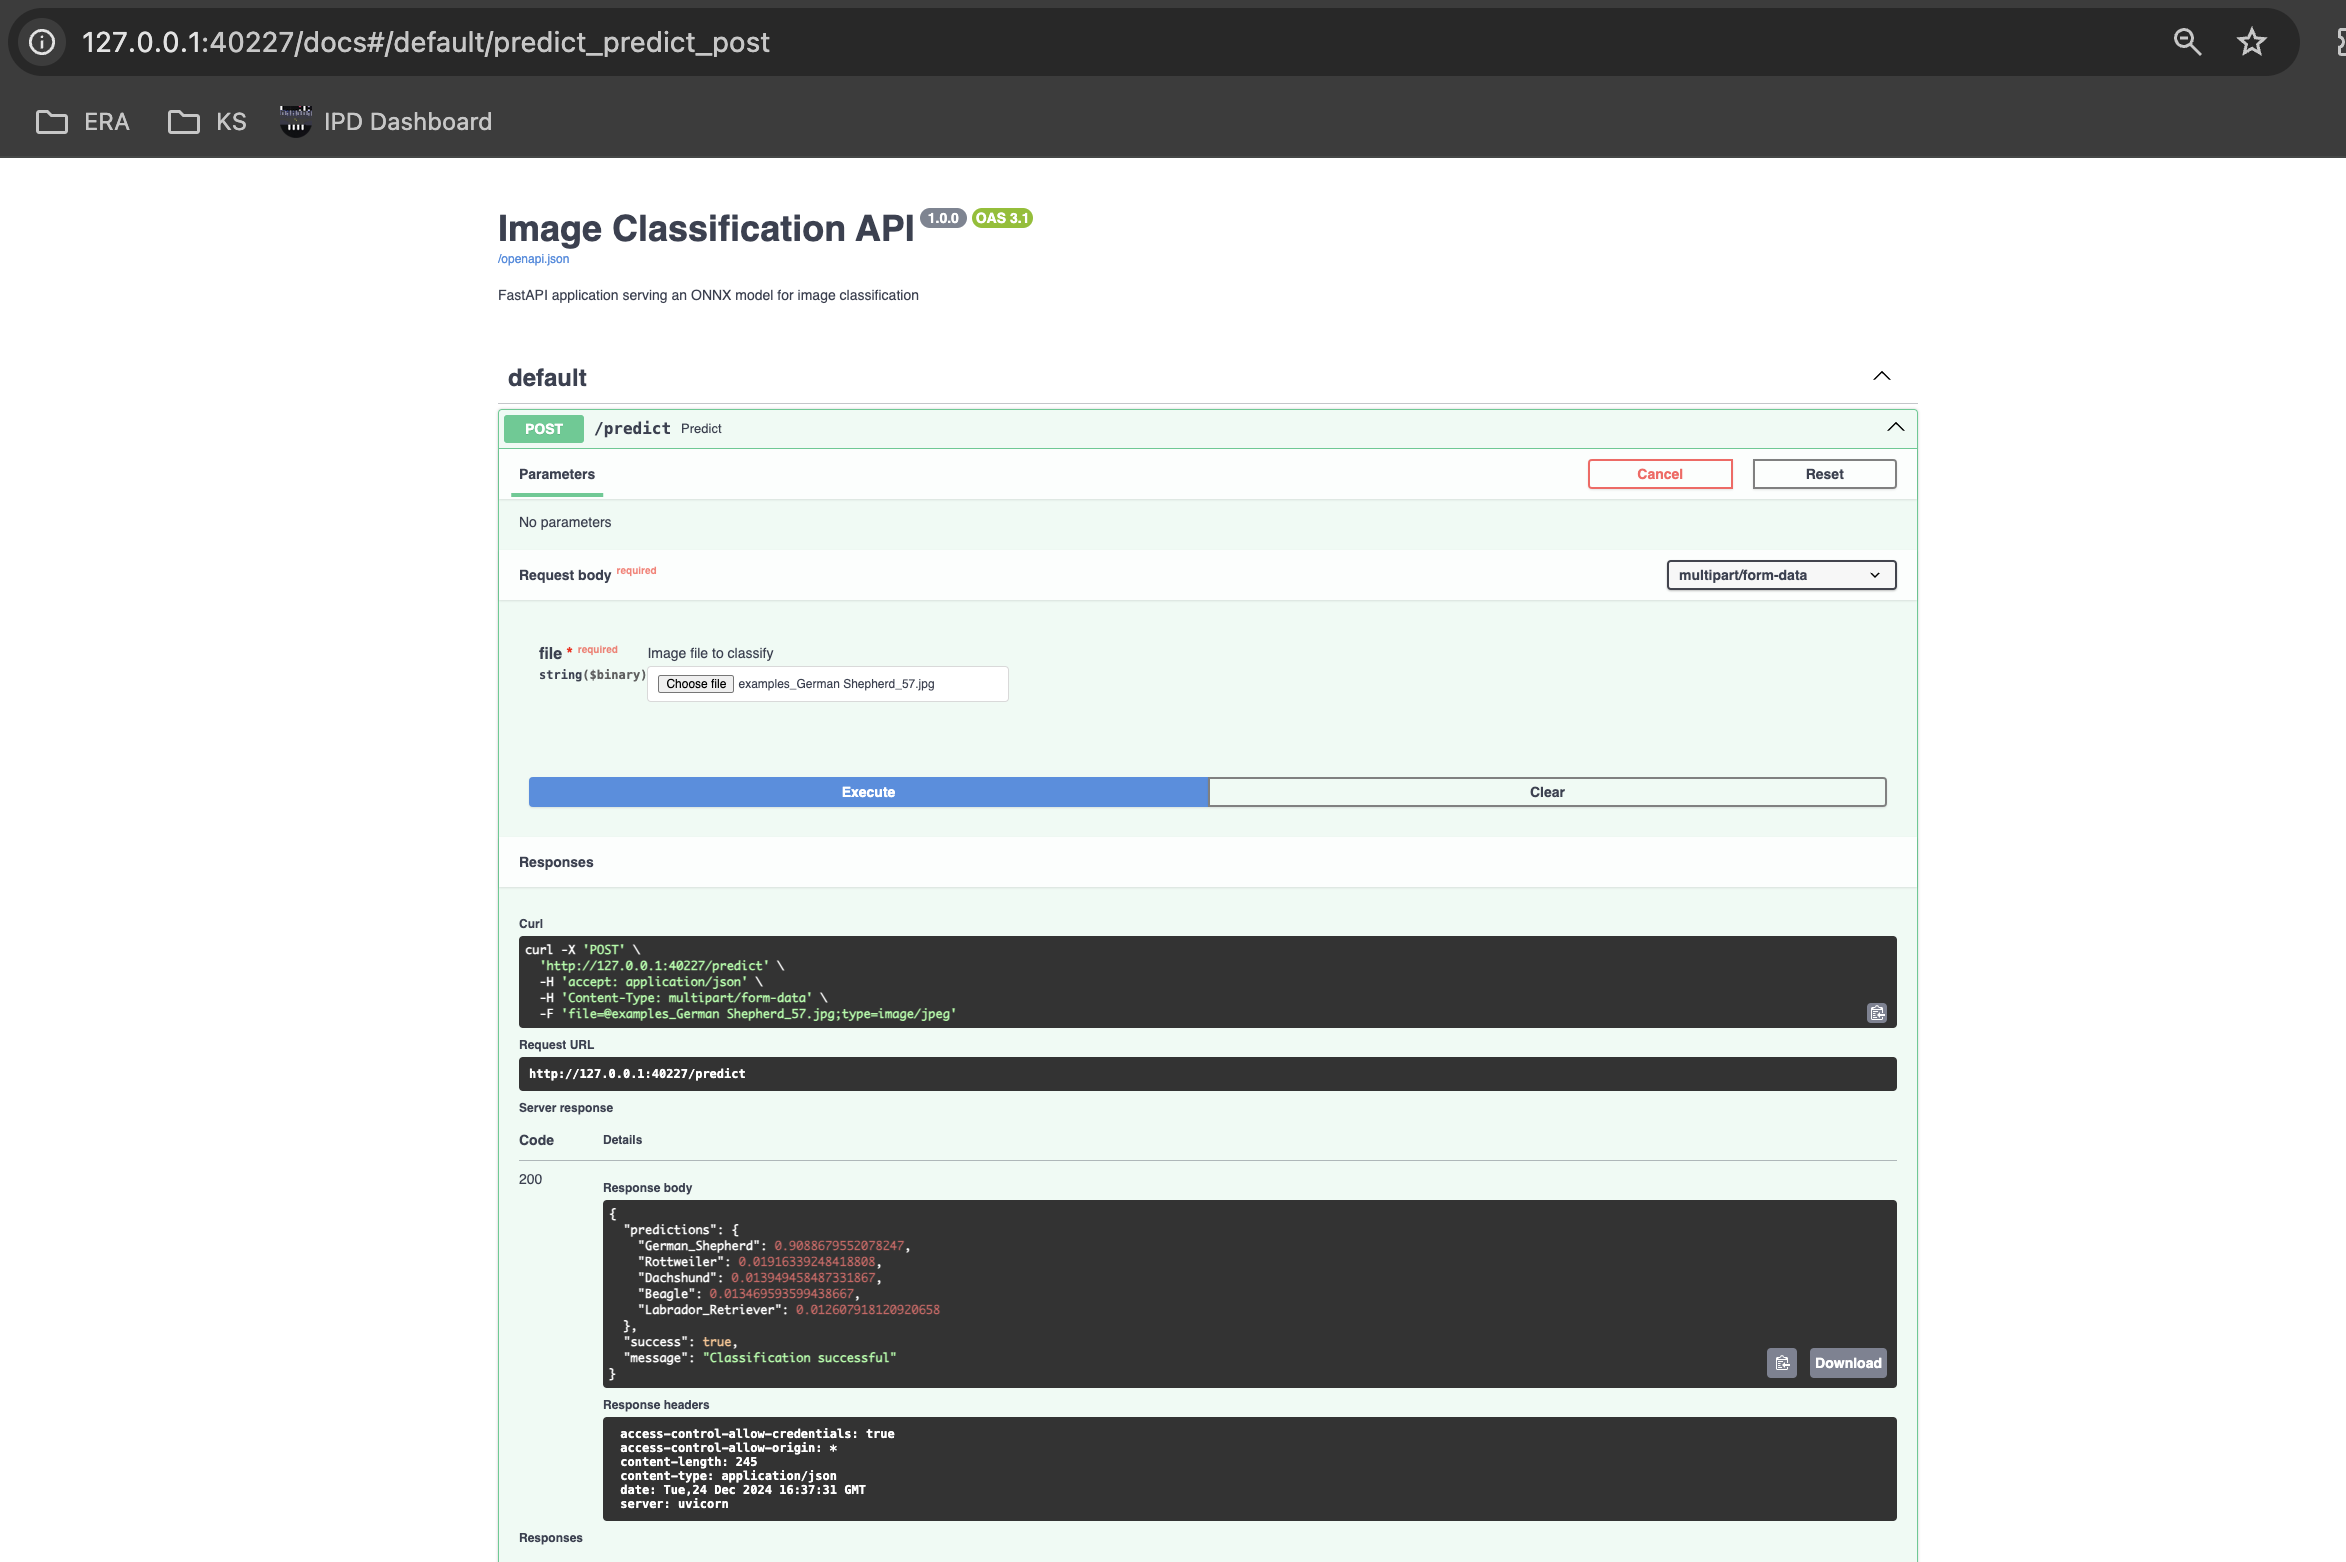 127.0.0.1:40227/docs#/default/predict_predict_post
ERA KS IPD Dashboard
Image Classification API 1.0.0 OAS 3.1
/openapi.json
FastAPI application serving an ONNX model for image classification
default
POST /predict Predict
Parameters Cancel Reset
No parameters
Request body required multipart/form-data
file * required Image file to classify
string($binary) Choose file examples_German Shepherd_57.jpg
Execute Clear
Responses
Curl
curl -X 'POST' \
'http://127.0.0.1:40227/predict' \
-H 'accept: application/json' \
-H 'Content-Type: multipart/form-data' \
-F 'file=@examples_German Shepherd_57.jpg;type=image/jpeg'
Request URL
http://127.0.0.1:40227/predict
Server response
Code Details
200
Response body
{
"predictions": {
"German_Shepherd": 0.9088679552078247,
"Rottweiler": 0.01916339248418808,
"Dachshund": 0.013949458487331867,
"Beagle": 0.013469593599438667,
"Labrador_Retriever": 0.012607918120920658
},
"success": true,
"message": "Classification successful"
}
Download
Response headers
access-control-allow-credentials: true
access-control-allow-origin: *
content-length: 245
content-type: application/json
date: Tue,24 Dec 2024 16:37:31 GMT
server: uvicorn
Responses